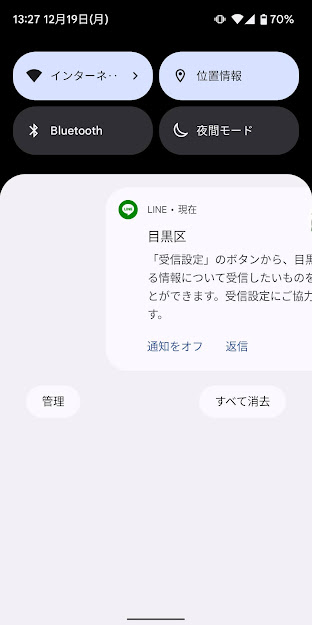 13:27 12月19日(月)
70%
インターネ‥
位置情報
Bluetooth
夜間モード
LINE • 現在
目黒区
「受信設定」のボタンから、目黒
る情報について受信したいものを
とができます。受信設定にご協力
す。
通知をオフ
返信
管理
すべて消去